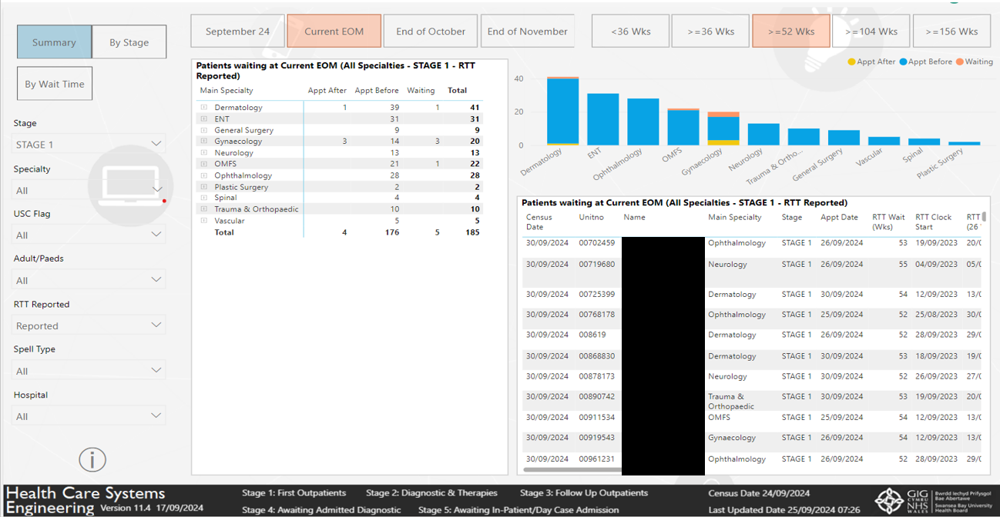 Summary
By Stage
By Wait Time
September 24
Current EOM
End of October
End of November
<36 Wks
>=36 Wks
>=52 Wks
>=104 Wks
>=156 Wks
Stage
STAGE 1
Specialty
All
USC Flag
All
Adult/Paeds
All
RTT Reported
Reported
Spell Type
All
Hospital
All
Patients waiting at Current EOM (All Specialties - STAGE 1 - RTT
Reported)
Main Specialty Appt After Appt Before Waiting Total
Dermatology 1 39 1 41
ENT 31 31
General Surgery 9 9
Gynaecology 3 14 3 20
Neurology 13 13
OMFS 21 1 22
Ophthalmology 28 28
Plastic Surgery 2 2
Spinal 4 4
Trauma & Orthopaedic 10 10
Vascular 5 5
Total 4 176 5 185
Appt After Appt Before Waiting
40
20
0
Dermatology
ENT
Ophthalmology
OMFS
Gynaecology
Neurology
Trauma & Ortho...
General Surgery
Vascular
Spinal
Plastic Surgery
Patients waiting at Current EOM (All Specialties - STAGE 1 - RTT Reported)
Census Unitno Name Main Specialty Stage Appt Date RTT Wait RTT Clock RTT
Date (Wks) Start (26
30/09/2024 00702459 Ophthalmology STAGE 1 26/09/2024 53 19/09/2023 20/0
30/09/2024 00719680 Neurology STAGE 1 26/09/2024 55 04/09/2023 05/0
30/09/2024 00725399 Dermatology STAGE 1 30/09/2024 54 12/09/2023 13/0
30/09/2024 00768178 Ophthalmology STAGE 1 25/09/2024 52 25/08/2023 30/0
30/09/2024 008619 Dermatology STAGE 1 26/09/2024 52 28/09/2023 29/0
30/09/2024 00868830 Dermatology STAGE 1 30/09/2024 53 18/09/2023 19/0
30/09/2024 00878173 Neurology STAGE 1 30/09/2024 52 26/09/2023 27/0
30/09/2024 00890742 Trauma & STAGE 1 30/09/2024 53 19/09/2023 20/0
Orthopaedic
30/09/2024 00911534 OMFS STAGE 1 25/09/2024 54 12/09/2023 13/0
30/09/2024 00919543 Gynaecology STAGE 1 26/09/2024 54 12/09/2023 13/0
30/09/2024 00961231 Ophthalmology STAGE 1 26/09/2024 52 28/09/2023 29/0
Health Care Systems
Engineering Version 11.4 17/09/2024
Stage 1: First Outpatients Stage 2: Diagnostic & Therapies Stage 3: Follow Up Outpatients
Stage 4: Awaiting Admitted Diagnostic Stage 5: Awaiting In-Patient/Day Case Admission
Census Date 24/09/2024
Last Updated Date 25/09/2024 07:26
GIG
CYMRU
NHS
WALES
Bwrdd Iechyd Prifysgol
Bae Abertawe
Swansea Bay University
Health Board